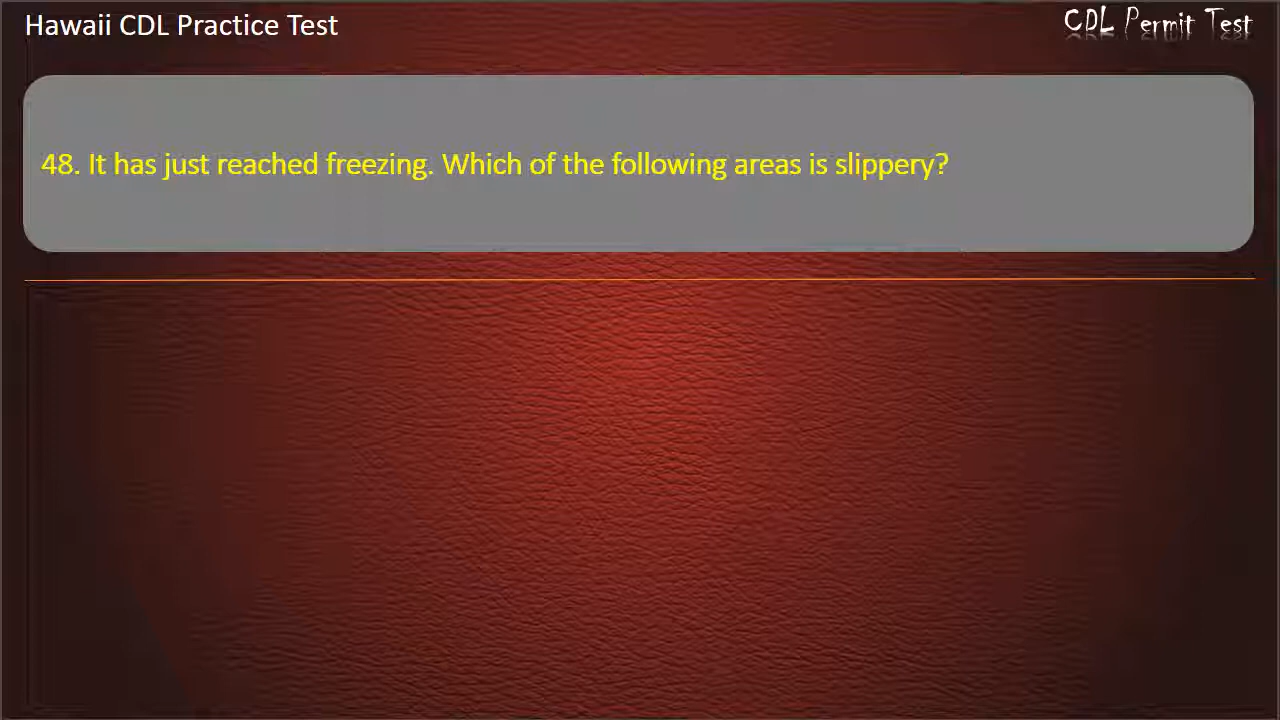 Hawaii CDL Practice Test
CDL Permit Test
48. It has just reached freezing. Which of the following areas is slippery?